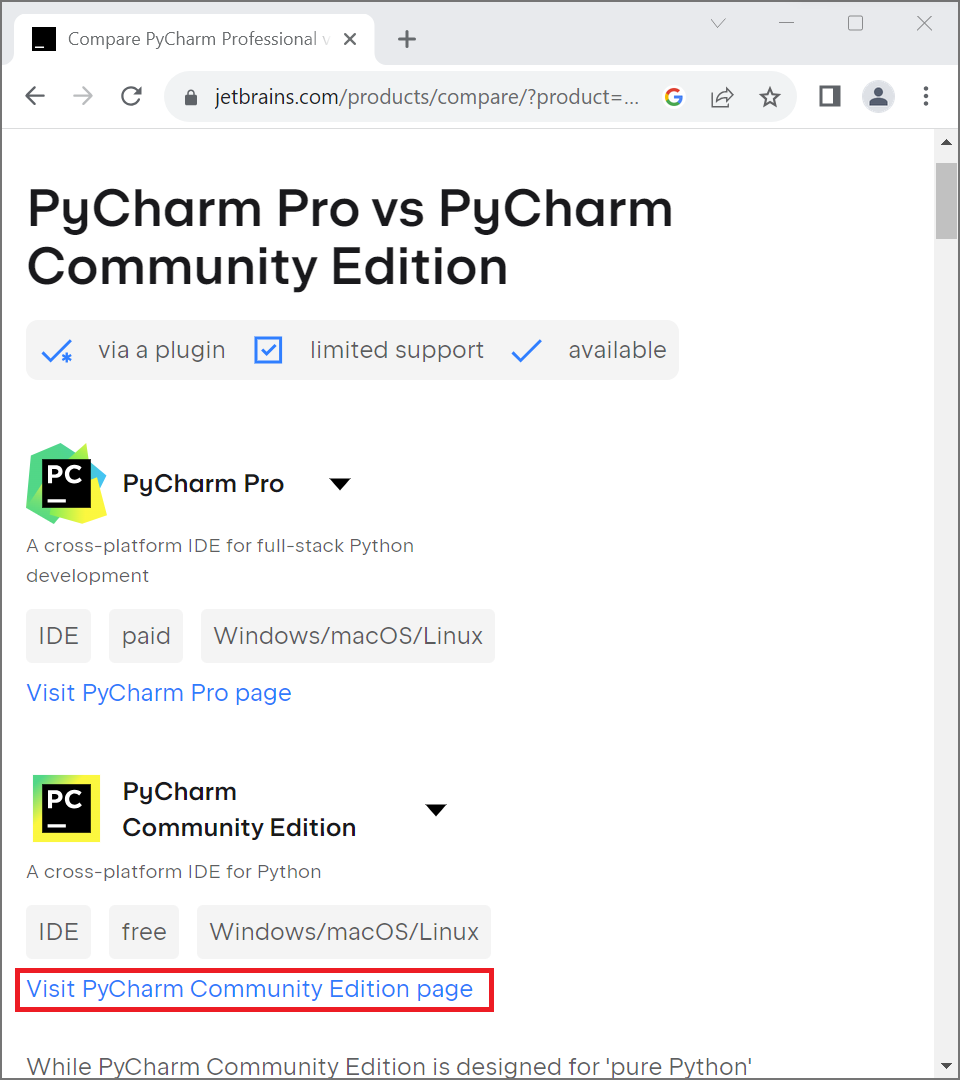 Compare PyCharm Professional v
jetbrains.com/products/compare/?product=...
PyCharm Pro vs PyCharm
Community Edition
via a plugin limited support available
PC
PyCharm Pro
A cross-platform IDE for full-stack Python
development
IDE paid Windows/macOS/Linux
Visit PyCharm Pro page
PC
PyCharm
Community Edition
A cross-platform IDE for Python
IDE free Windows/macOS/Linux
Visit PyCharm Community Edition page
While PyCharm Community Edition is designed for 'pure Python'